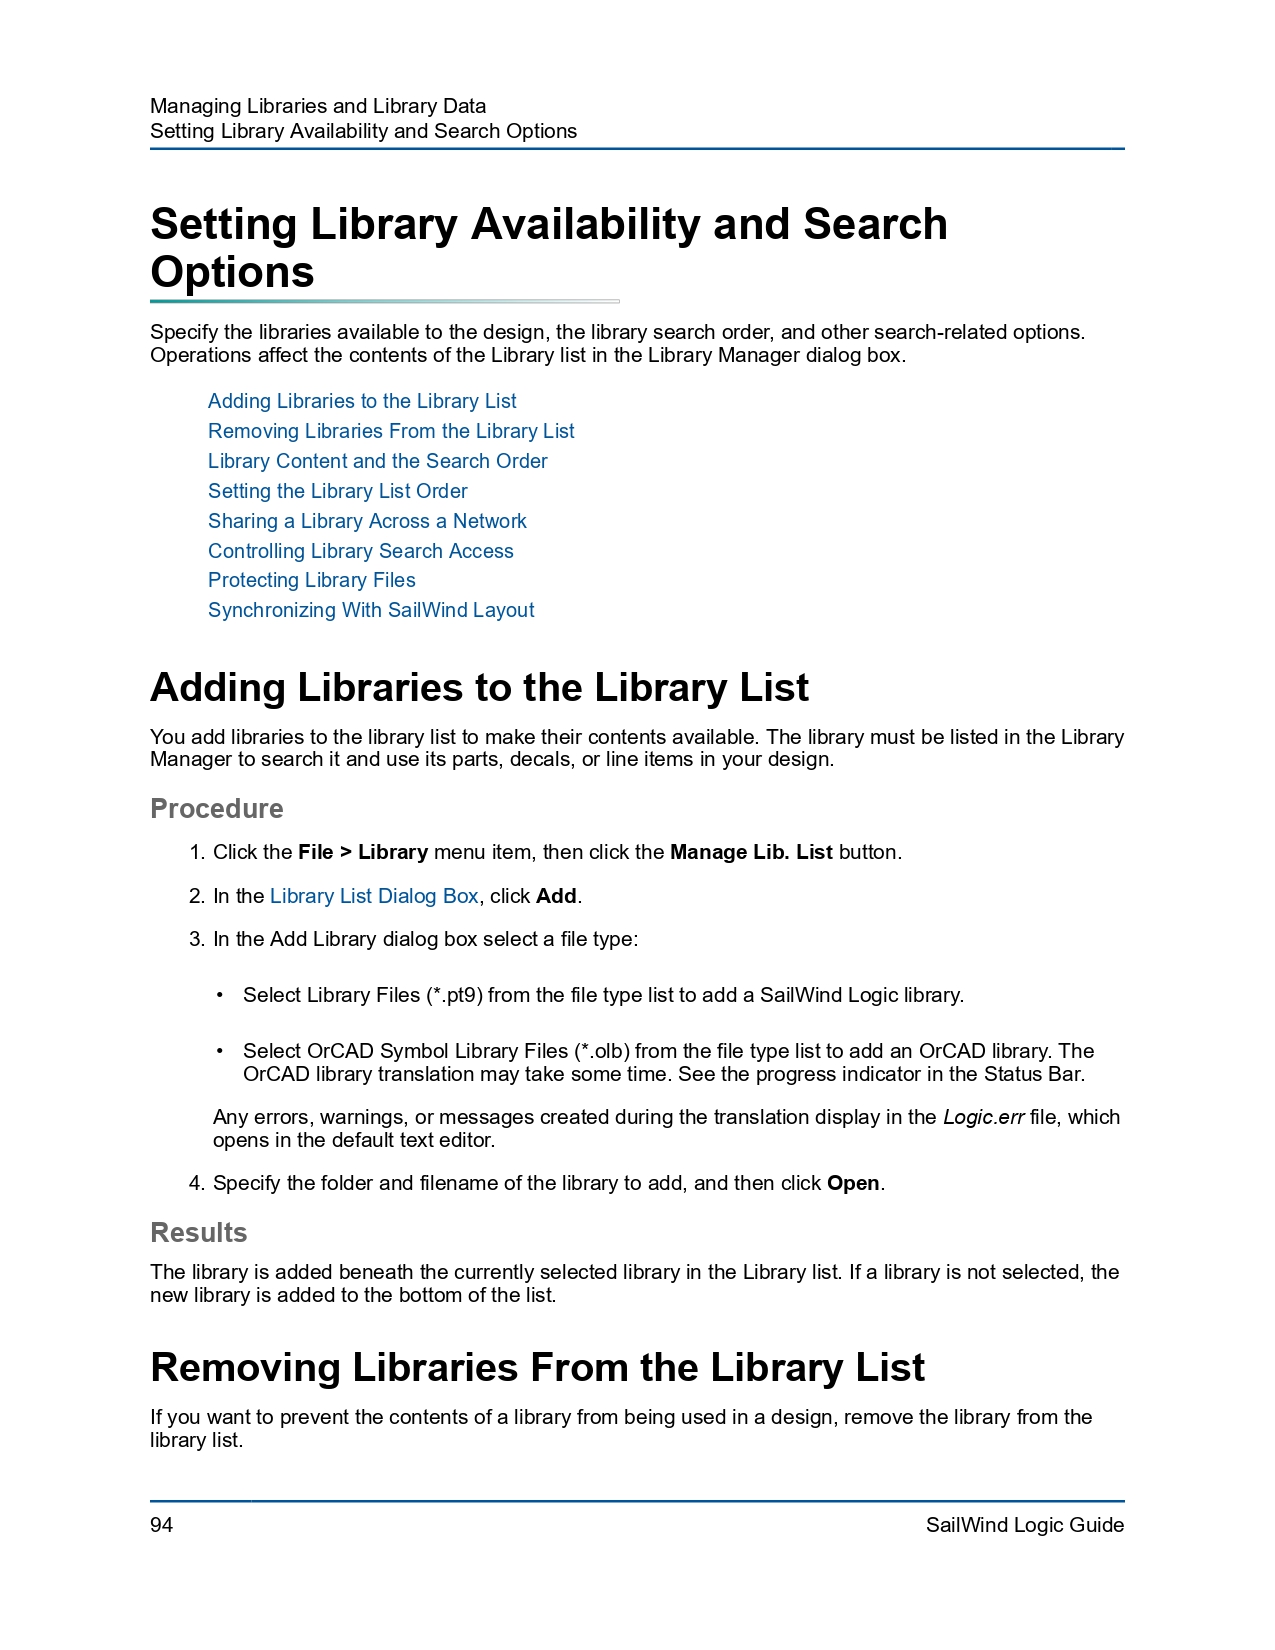 Managing Libraries and Library Data
Setting Library Availability and Search Options
Setting Library Availability and Search
Options
Specify the libraries available to the design, the library search order, and other search-related options.
Operations affect the contents of the Library list in the Library Manager dialog box.
Adding Libraries to the Library List
Removing Libraries From the Library List
Library Content and the Search Order
Setting the Library List Order
Sharing a Library Across a Network
Controlling Library Search Access
Protecting Library Files
Synchronizing With SailWind Layout
Adding Libraries to the Library List
You add libraries to the library list to make their contents available. The library must be listed in the Library
Manager to search it and use its parts, decals, or line items in your design.
Procedure
1. Click the File > Library menu item, then click the Manage Lib. List button.
2. In the Library List Dialog Box, click Add.
3. In the Add Library dialog box select a file type:
• Select Library Files (*.pt9) from the file type list to add a SailWind Logic library.
• Select OrCAD Symbol Library Files (*.olb) from the file type list to add an OrCAD library. The
OrCAD library translation may take some time. See the progress indicator in the Status Bar.
Any errors, warnings, or messages created during the translation display in the Logic.err file, which
opens in the default text editor.
4. Specify the folder and filename of the library to add, and then click Open.
Results
The library is added beneath the currently selected library in the Library list. If a library is not selected, the
new library is added to the bottom of the list.
Removing Libraries From the Library List
If you want to prevent the contents of a library from being used in a design, remove the library from the
library list.
94
SailWind Logic Guide